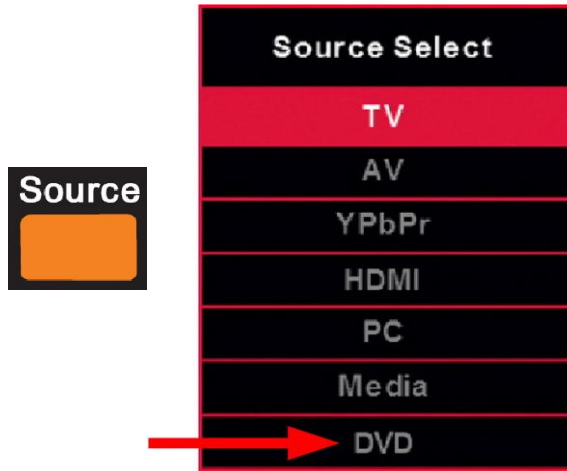 Source
Source Select
TV
AV
YPbPr
HDMI
PC
Media
DVD